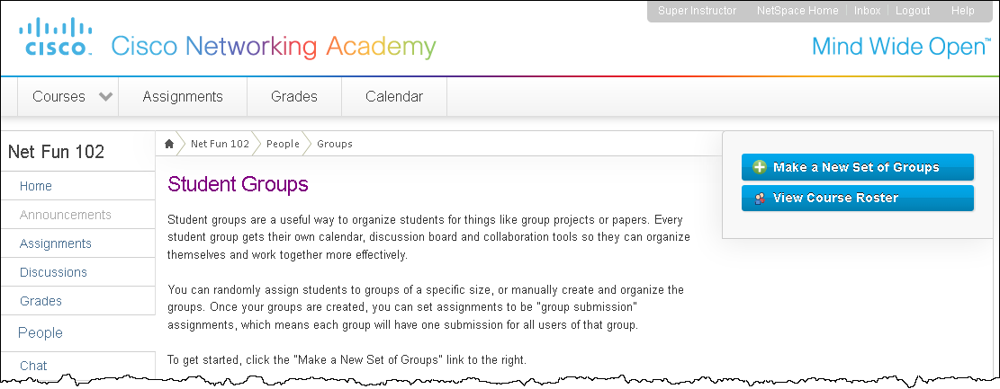 Super Instructor NetSpace Home Inbox Logout Help
CISCO Cisco Networking Academy Mind Wide Open™
Courses Assignments Grades Calendar
Net Fun 102
Home
Announcements
Assignments
Discussions
Grades
People
Chat
Net Fun 102 People Groups
Student Groups
Student groups are a useful way to organize students for things like group projects or papers. Every
student group gets their own calendar, discussion board and collaboration tools so they can organize
themselves and work together more effectively.
You can randomly assign students to groups of a specific size, or manually create and organize the
groups. Once your groups are created, you can set assignments to be "group submission"
assignments, which means each group will have one submission for all users of that group.
To get started, click the "Make a New Set of Groups" link to the right.
Make a New Set of Groups
View Course Roster